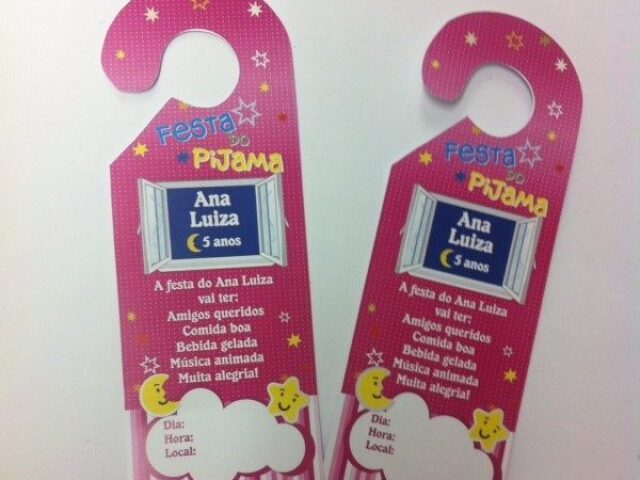 Festa
do
Pijama
Ana
Luiza
5 anos
A festa do Ana Luiza
vai ter:
Amigos queridos
Comida boa
Bebida gelada
Música animada
Muita alegria!
Dia:
Hora:
Local:
Festa
do
Pijama
Ana
Luiza
5 anos
A festa do Ana Luiza
vai ter:
Amigos queridos
Comida boa
Bebida gelada
Música animada
Muita alegria!
Dia:
Hora:
Local: